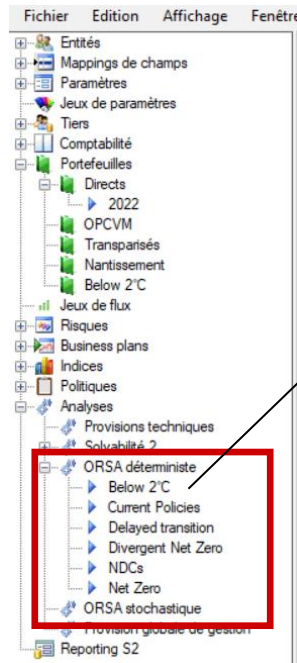 Fichier Edition Affichage Fenêtre
Entités
Mappings de champs
Paramètres
Jeux de paramètres
Tiers
Comptabilité
Portefeuilles
Directs
2022
OPCVM
Transparisés
Nantissement
Below 2°C
Jeux de flux
Risques
Business plans
Indices
Politiques
Analyses
Provisions techniques
Solvabilité 2
ORSA déterministe
Below 2°C
Current Policies
Delayed transition
Divergent Net Zero
NDCs
Net Zero
ORSA stochastique
Provision globale de gestion
Reporting S2